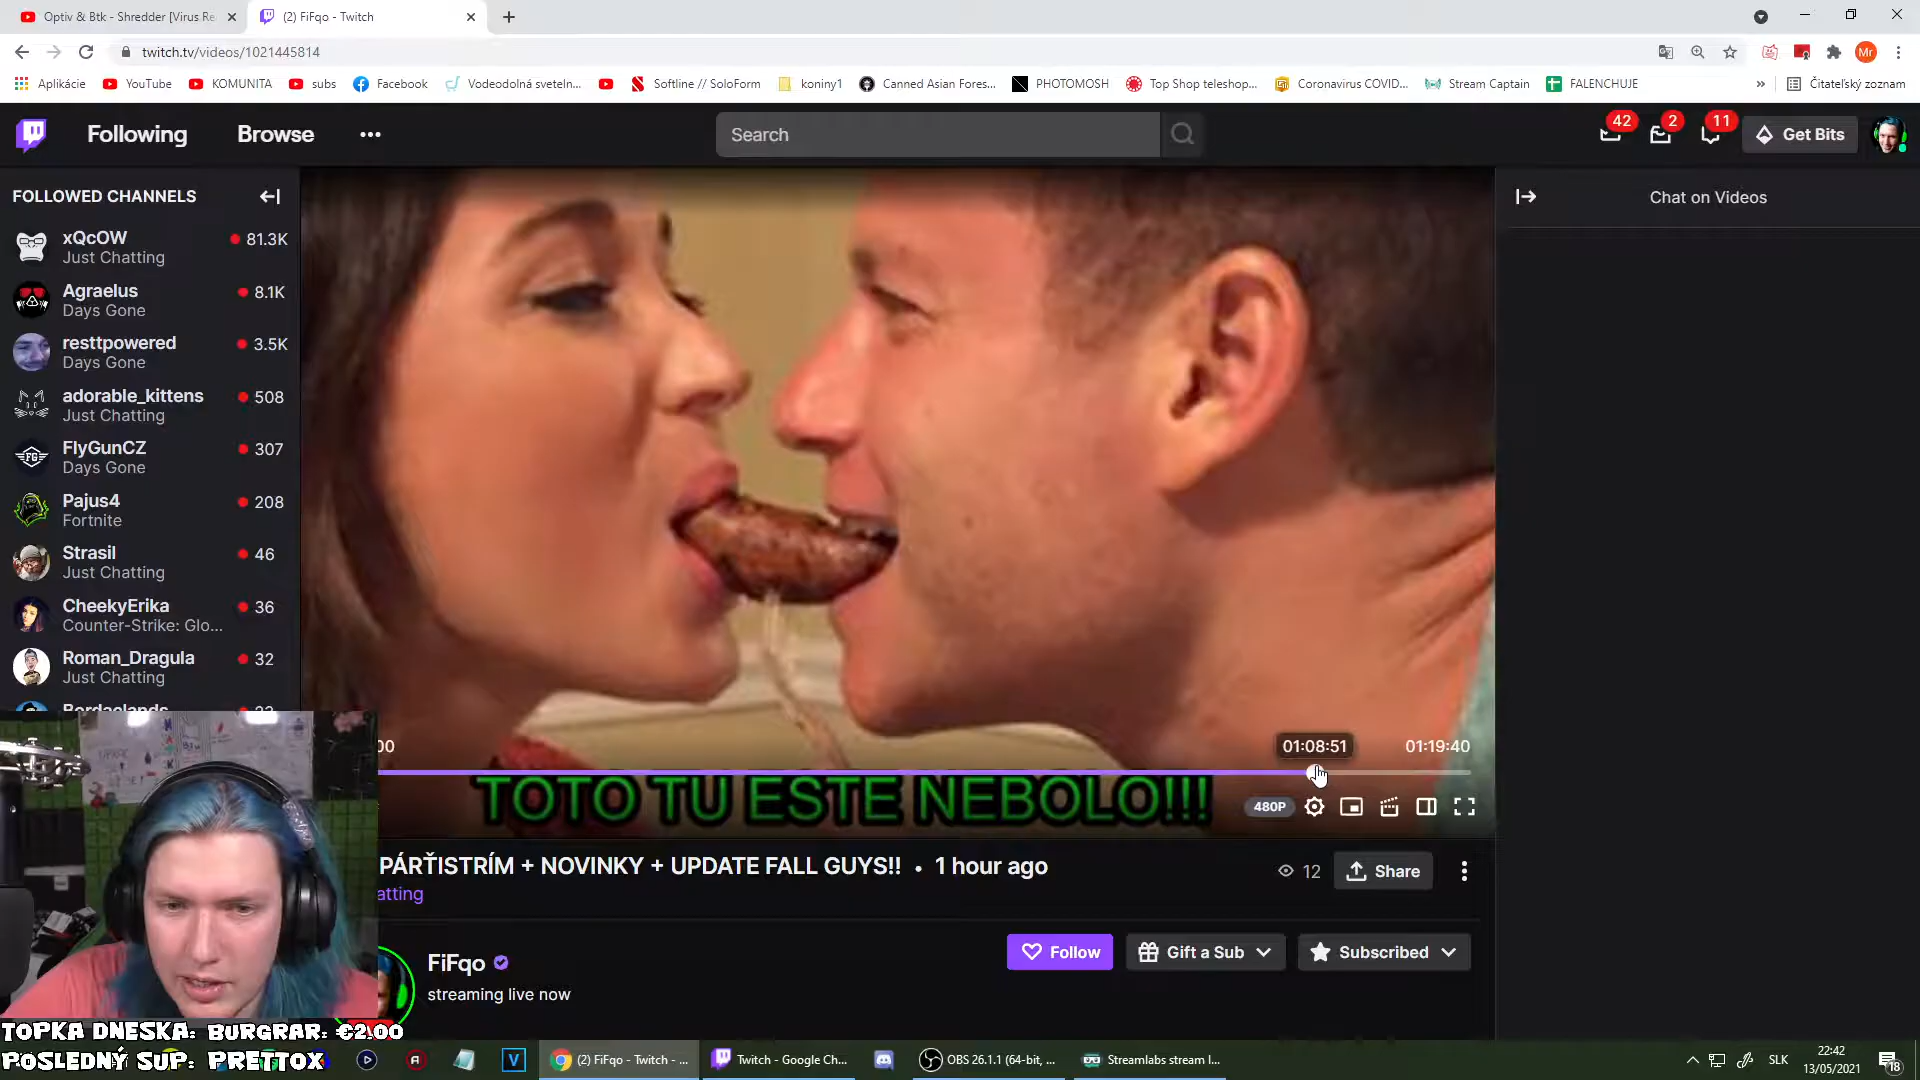 Optiv & Btk - Shredder [Virus Re
(2) FiFqo - Twitch
twitch.tv/videos/1021445814
Mr
Aplikácie
YouTube
KOMUNITA
subs
Facebook
Vodeodolná sveteln...
Softline // SoloForm
koniny1
Canned Asian Fores...
PHOTOMOSH
Top Shop teleshop...
Coronavirus COVID...
Stream Captain
FALENCHUJE
»
Čitateľský zoznam
Following
Browse
Search
42
2
11
Get Bits
FOLLOWED CHANNELS
xQcOW
81.3K
Just Chatting
Agraelus
8.1K
Days Gone
resttpowered
3.5K
Days Gone
adorable_kittens
508
Just Chatting
FlyGunCZ
307
Days Gone
Pajus4
208
Fortnite
Strasil
46
Just Chatting
CheekyErika
36
Counter-Strike: Glo...
Roman_Dragula
32
Just Chatting
Chat on Videos
00
01:08:51
01:19:40
TOTO TU ESTE NEBOLO!!!
480P
PÁRŤISTRÍM + NOVINKY + UPDATE FALL GUYS!! • 1 hour ago
12
Share
atting
FiFqo
streaming live now
Follow
Gift a Sub
Subscribed
TOPKA DNESKA: BURGRAR: €2.00
POSLEDNÝ SUP: PRETTOX
(2) FiFqo - Twitch - ...
Twitch - Google Ch...
OBS 26.1.1 (64-bit, ...
Streamlabs stream l...
SLK
22:42
13/05/2021
18